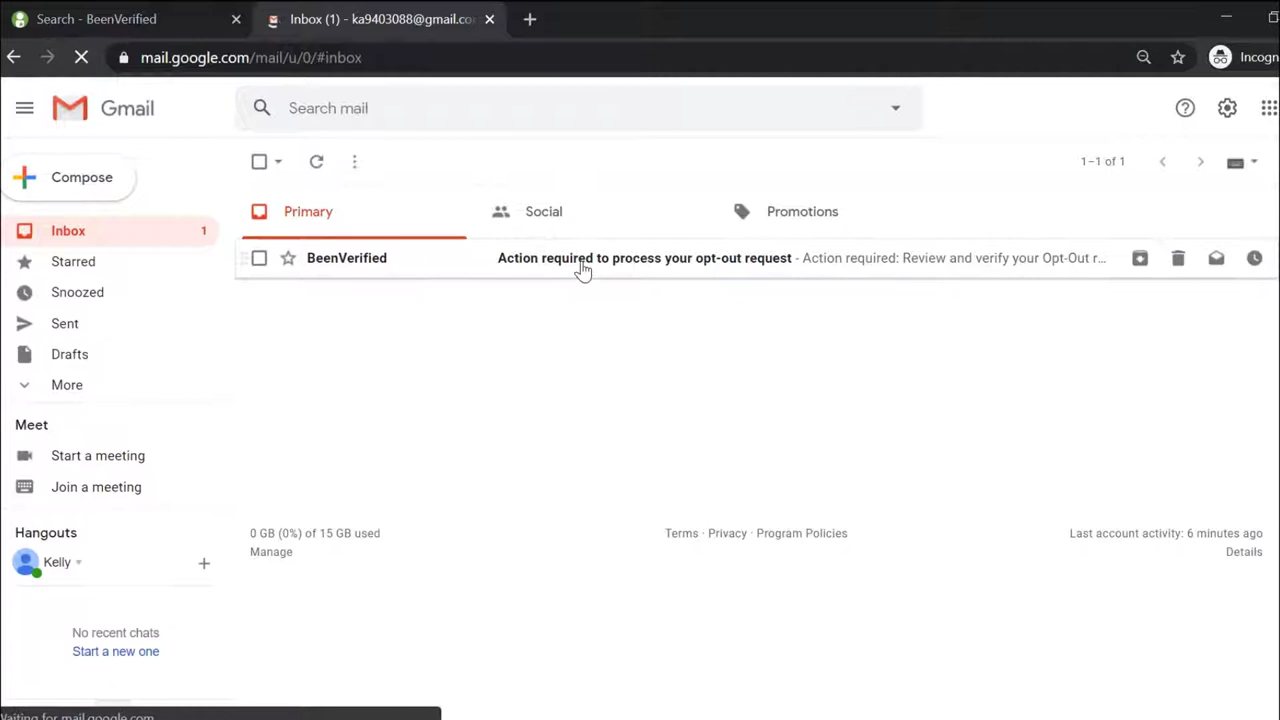 Search - BeenVerified
Inbox (1) - ka9403088@gmail.co
mail.google.com/mail/u/0/#inbox
Incogn
Gmail
Search mail
Compose
1–1 of 1
Primary
Social
Promotions
Inbox
1
BeenVerified
Action required to process your opt-out request - Action required: Review and verify your Opt-Out r...
Starred
Snoozed
Sent
Drafts
More
Meet
Start a meeting
Join a meeting
Hangouts
Kelly
0 GB (0%) of 15 GB used
Manage
Terms · Privacy · Program Policies
Last account activity: 6 minutes ago
Details
No recent chats
Start a new one
Waiting for mail.google.com